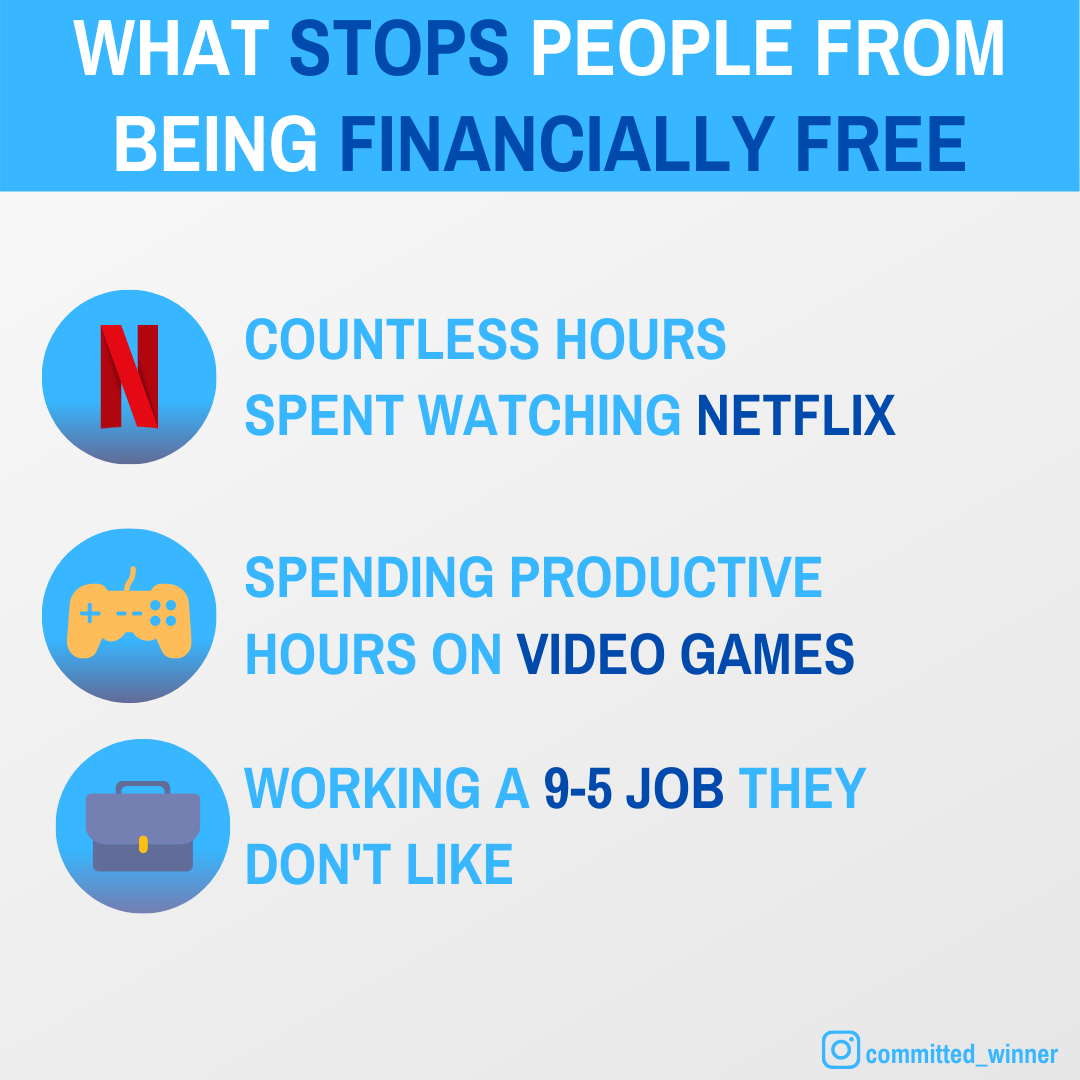 WHAT STOPS PEOPLE FROM
BEING FINANCIALLY FREE
N
COUNTLESS HOURS
SPENT WATCHING NETFLIX
SPENDING PRODUCTIVE
HOURS ON VIDEO GAMES
WORKING A 9-5 JOB THEY
DON'T LIKE
committed_winner